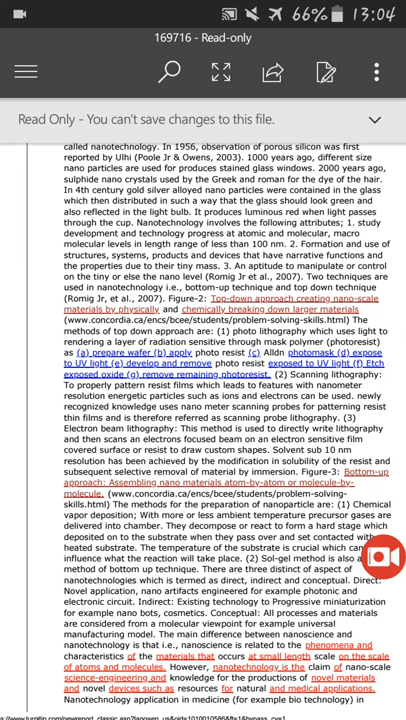 66% 13:04
169716 - Read-only
Read Only - You can't save changes to this file.
called nanotechnology. In 1956, observation of porous silicon was first
reported by Ulhi (Poole Jr & Owens, 2003). 1000 years ago, different size
nano particles are used for produced stained glass windows. 2000 years ago,
sulphide nano crystals used by the Greek and roman for the dye of the hair.
In 4th century gold silver alloyed nano particles were contained in the glass
which then distributed in such a way that the glass should look green and
also reflected in the light bulb. It produces luminous red when light passes
through the cup. Nanotechnology involves the following attributes; 1. study
development and technology progress at atomic and molecular, macro
molecular levels in length range of less than 100 nm. 2. Formation and use of
structures, systems, products and devices that have narrative functions and
the properties due to their tiny mass. 3. An aptitude to manipulate or control
on the tiny or else the nano level (Romig Jr et al., 2007). Two techniques are
used in nanotechnology i.e., bottom-up technique and top down technique
(Romig Jr, et al., 2007). Figure-2: Top-down approach creating nano-scale
materials by physically and chemically breaking down larger materials
(www.concordia.ca/encs/bcee/students/problem-solving-skills.html) The
methods of top down approach are: (1) photo lithography which uses light to
rendering a layer of radiation sensitive through mask polymer (photoresist)
as (a) prepare wafer (b) apply photo resist (c) Alldn photomask (d) expose
to UV light (e) develop and remove photo resist exposed to UV light (f) Etch
exposed oxide (g) remove remaining photoresist. (2) Scanning lithography:
To properly pattern resist films which leads to features with nanometer
resolution energetic particles such as ions and electrons can be used. newly
recognized knowledge uses nano meter scanning probes for patterning resist
thin films and is therefore referred as scanning probe lithography. (3)
Electron beam lithography: This method is used to directly write lithography
and then scans an electrons focused beam on an electron sensitive film
covered surface or resist to draw custom shapes. Solvent sub 10 nm
resolution has been achieved by the modification in solubility of the resist and
subsequent selective removal of material by immersion. Figure-3: Bottom-up
approach: Assembling nano materials atom-by-atom or molecule-by-
molecule. (www.concordia.ca/encs/bcee/students/problem-solving-
skills.html) The methods for the preparation of nanoparticle are: (1) Chemical
vapor deposition; With more or less ambient temperature precursor gases are
delivered into chamber. They decompose or react to form a hard stage which
deposited on to the substrate when they pass over and set contacted with
heated substrate. The temperature of the substrate is crucial which can
influence what the reaction will take place. (2) Sol-gel method is also a
method of bottom up technique. There are three distinct of aspect of
nanotechnologies which is termed as direct, indirect and conceptual. Direct:
Novel application, nano artifacts engineered for example photonic and
electronic circuit. Indirect: Existing technology to Progressive miniaturization
for example nano bots, cosmetics. Conceptual: All processes and materials
are considered from a molecular viewpoint for example universal
manufacturing model. The main difference between nanoscience and
nanotechnology is that i.e., nanoscience is related to the phenomena and
characteristics of the materials that occurs at small length scale on the scale
of atoms and molecules. However, nanotechnology is the claim of nano-scale
science-engineering and knowledge for the productions of novel materials
and novel devices such as resources for natural and medical applications.
Nanotechnology application in medicine (for example bio technology) in